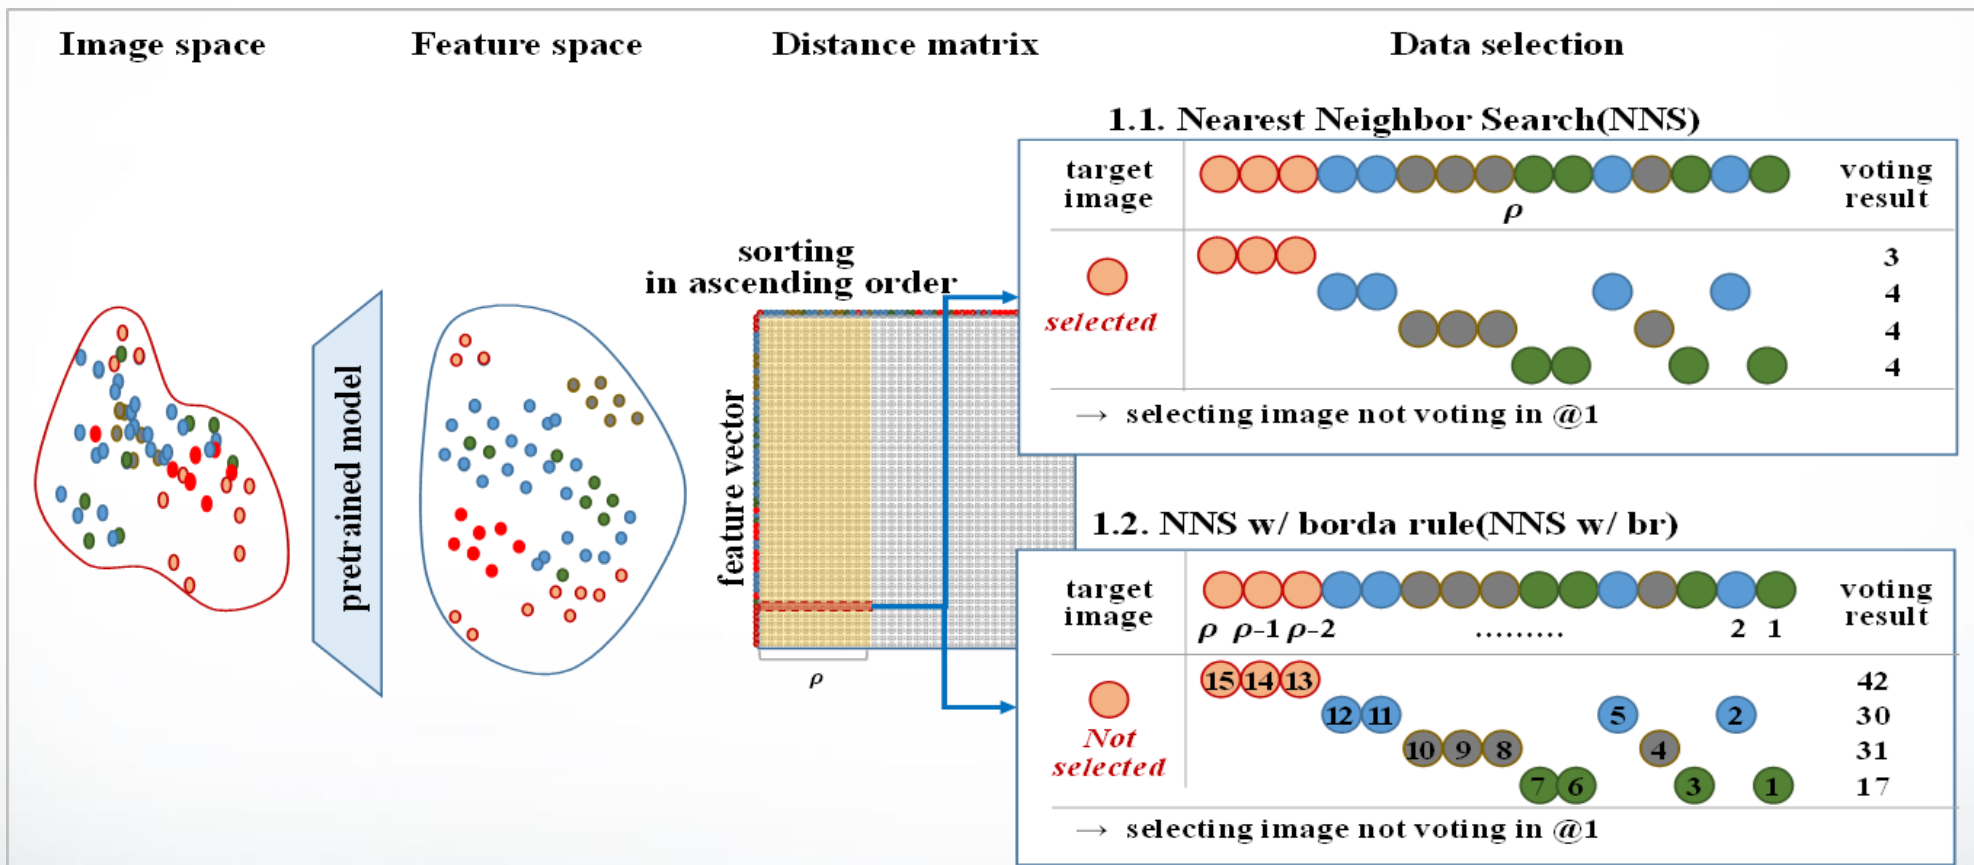 Image space
Feature space
Distance matrix
Data selection
pretrained model
sorting
in ascending order
feature vector
ρ
1.1. Nearest Neighbor Search(NNS)
target
image
voting
result
ρ
selected
3
4
4
4
→ selecting image not voting in @1
1.2. NNS w/ borda rule(NNS w/ br)
target
image
voting
result
ρ ρ-1 ρ-2 ......... 2 1
Not
selected
15 14 13 42
12 11 5 2 30
10 9 8 4 31
7 6 3 1 17
→ selecting image not voting in @1